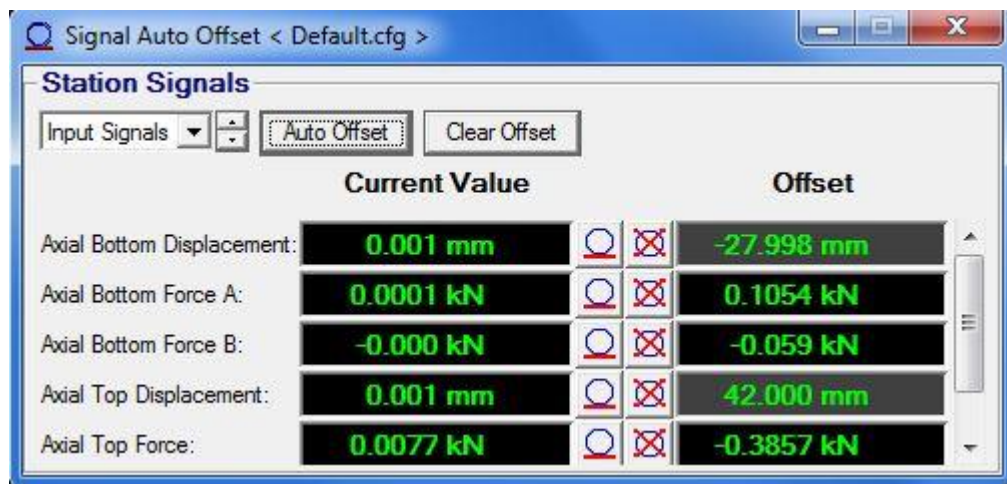 Signal Auto Offset < Default.cfg >
Station Signals
Input Signals Auto Offset Clear Offset
Current Value Offset
Axial Bottom Displacement: 0.001 mm -27.998 mm
Axial Bottom Force A: 0.0001 kN 0.1054 kN
Axial Bottom Force B: -0.000 kN -0.059 kN
Axial Top Displacement: 0.001 mm 42.000 mm
Axial Top Force: 0.0077 kN -0.3857 kN